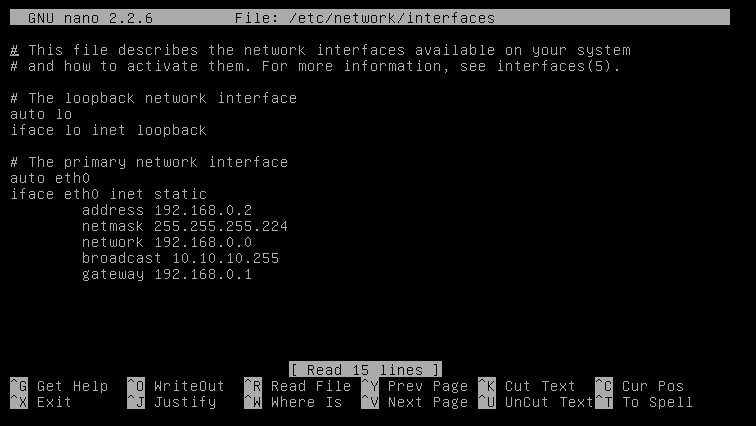 GNU nano 2.2.6 File: /etc/network/interfaces
# This file describes the network interfaces available on your system
# and how to activate them. For more information, see interfaces(5).
# The loopback network interface
auto lo
iface lo inet loopback
# The primary network interface
auto eth0
iface eth0 inet static
address 192.168.0.2
netmask 255.255.255.224
network 192.168.0.0
broadcast 10.10.10.255
gateway 192.168.0.1
[ Read 15 lines ]
^G Get Help ^O WriteOut ^R Read File ^Y Prev Page ^K Cut Text ^C Cur Pos
^X Exit ^J Justify ^W Where Is ^V Next Page ^U UnCut Text ^T To Spell